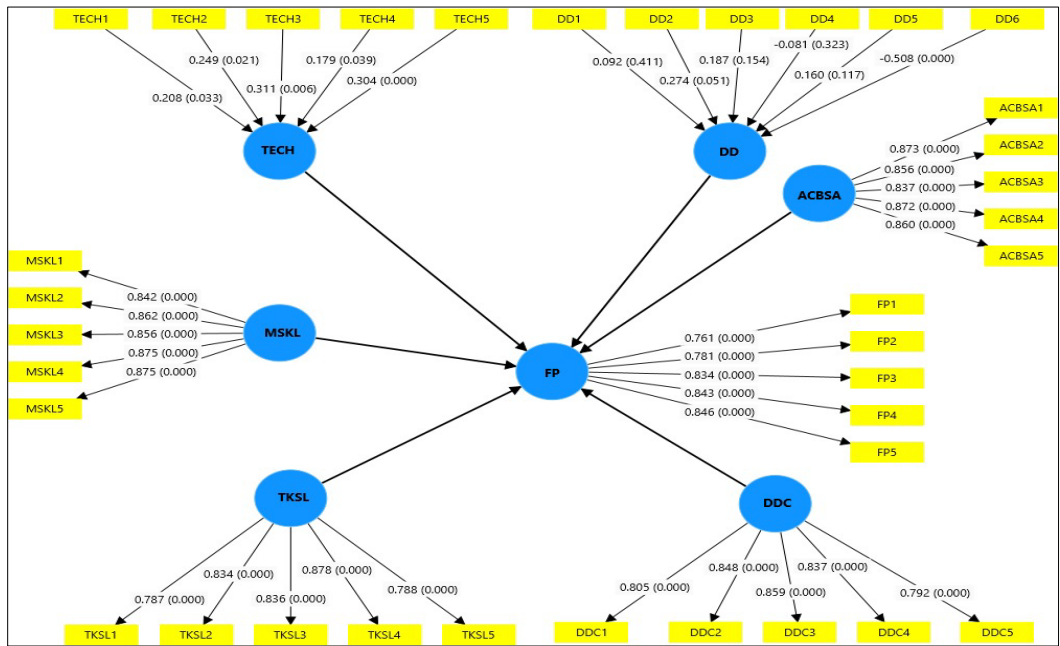 TECH1 TECH2 TECH3 TECH4 TECH5 DD1 DD2 DD3 DD4 DD5 DD6
0.208 (0.033)
0.249 (0.021)
0.311 (0.006)
0.179 (0.039)
0.304 (0.000)
0.092 (0.411)
0.274 (0.051)
0.187 (0.154)
-0.081 (0.323)
0.160 (0.117)
-0.508 (0.000)
TECH
DD
ACBSA
ACBSA1
ACBSA2
ACBSA3
ACBSA4
ACBSA5
0.873 (0.000)
0.856 (0.000)
0.837 (0.000)
0.872 (0.000)
0.860 (0.000)
MSKL1
MSKL2
MSKL3
MSKL4
MSKL5
0.842 (0.000)
0.862 (0.000)
0.856 (0.000)
0.875 (0.000)
0.875 (0.000)
MSKL
FP
0.761 (0.000)
0.781 (0.000)
0.834 (0.000)
0.843 (0.000)
0.846 (0.000)
FP1
FP2
FP3
FP4
FP5
TKSL
DDC
0.787 (0.000)
0.834 (0.000)
0.836 (0.000)
0.878 (0.000)
0.788 (0.000)
0.805 (0.000)
0.848 (0.000)
0.859 (0.000)
0.837 (0.000)
0.792 (0.000)
TKSL1 TKSL2 TKSL3 TKSL4 TKSL5 DDC1 DDC2 DDC3 DDC4 DDC5